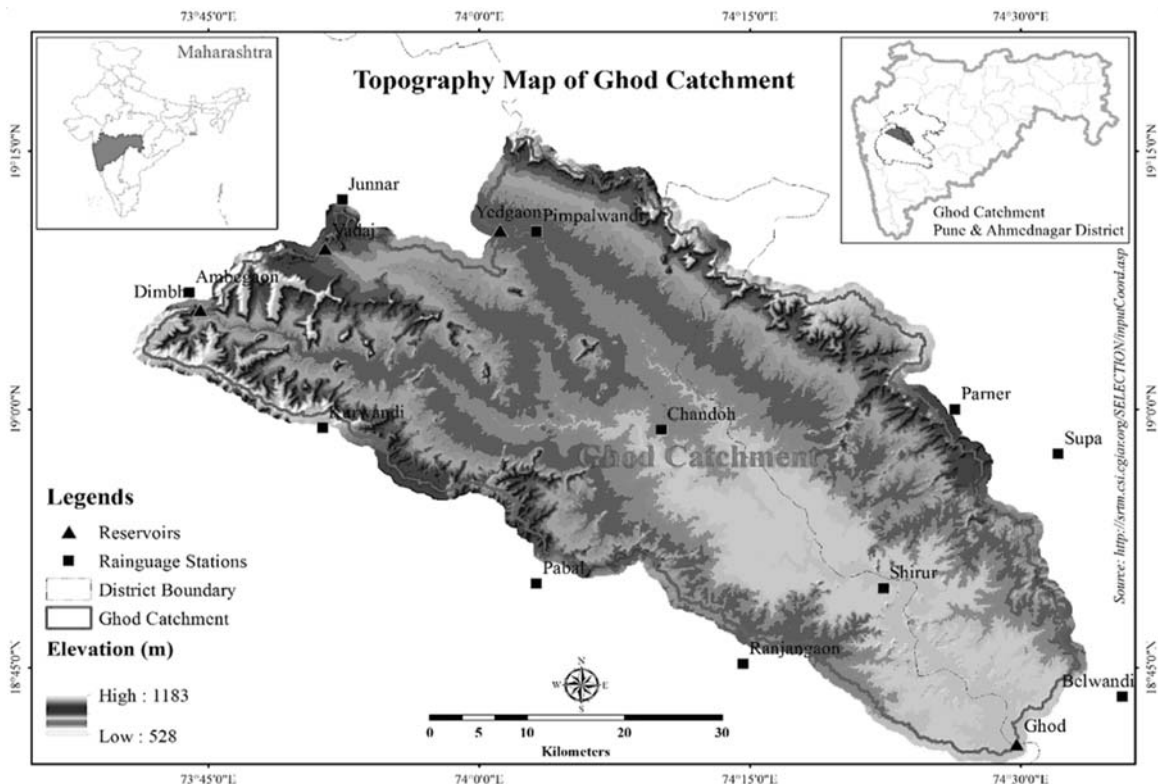 73°45'0"E
74°0'0"E
74°15'0"E
74°30'0"E
Maharashtra
Topography Map of Ghod Catchment
Ghod Catchment
Pune & Ahmednagar District
19°15'0"N
19°15'0"N
Junnar
Yedgaon
Pimpalwandi
Vadaj
Ambegaon
Dimbh
19°0'0"N
19°0'0"N
Parner
Karwandi
Chandoh
Supa
Ghod Catchment
Legends
Reservoirs
Rainguage Stations
District Boundary
Ghod Catchment
Pabal
Shirur
Source: http://srtm.csi.cgiar.org/SELECTION/inputCoord.asp
Elevation (m)
High : 1183
Low : 528
Ranjangaon
18°45'0"N
18°45'0"N
Belwandi
Ghod
N
W
E
S
0 5 10 20 30
Kilometers
73°45'0"E
74°0'0"E
74°15'0"E
74°30'0"E